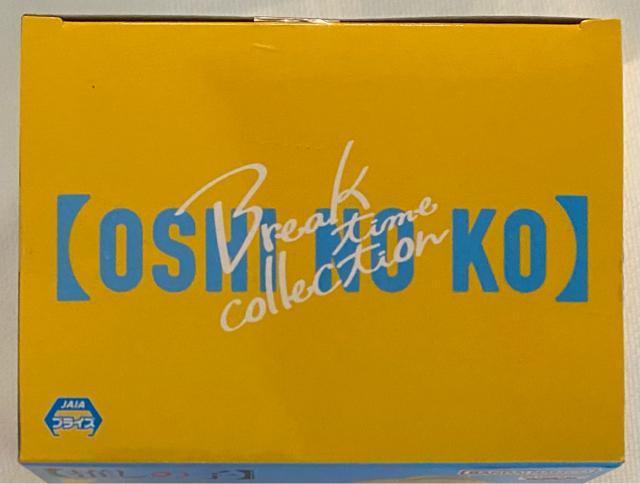 【OSHI NO KO】
Break
time
collection
JAIA
プライズ